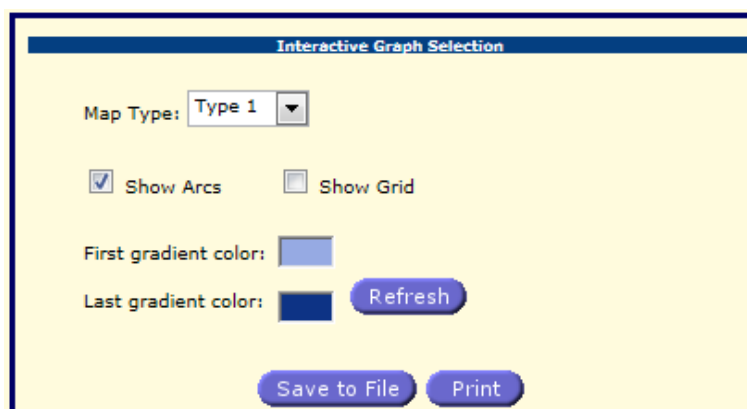 Interactive Graph Selection
Map Type: Type 1
Show Arcs Show Grid
First gradient color:
Last gradient color: Refresh
Save to File Print